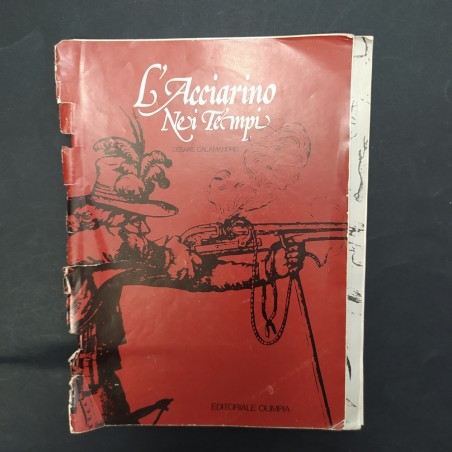 L'Acciarino
Nei Tempi
CESARE CALAMANDREI
EDITORIALE OLIMPIA